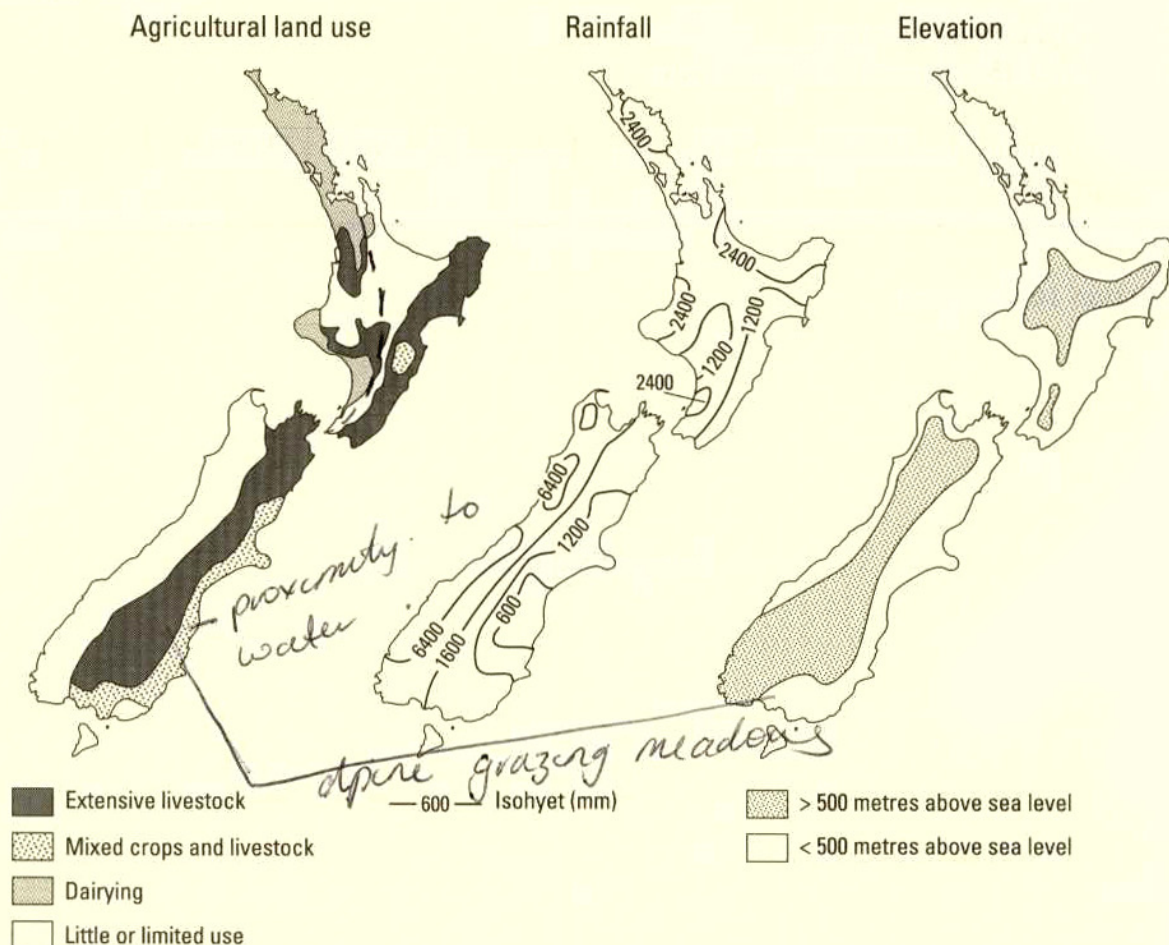 Agricultural land use
Rainfall
Elevation
2400
2400
2400
1200
1200
2400
6400
1200
600
6400
1600
proximity to
water
alpine grazing meadows
Extensive livestock
Mixed crops and livestock
Dairying
Little or limited use
600 Isohyet (mm)
> 500 metres above sea level
< 500 metres above sea level